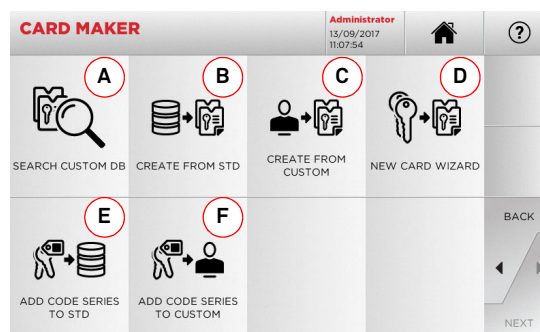 CARD MAKER
Administrator
13/09/2017
11:07:54
?
A
B
C
D
SEARCH CUSTOM DB
CREATE FROM STD
CREATE FROM
CUSTOM
NEW CARD WIZARD
BACK
E
F
ADD CODE SERIES
TO STD
ADD CODE SERIES
TO CUSTOM
NEXT